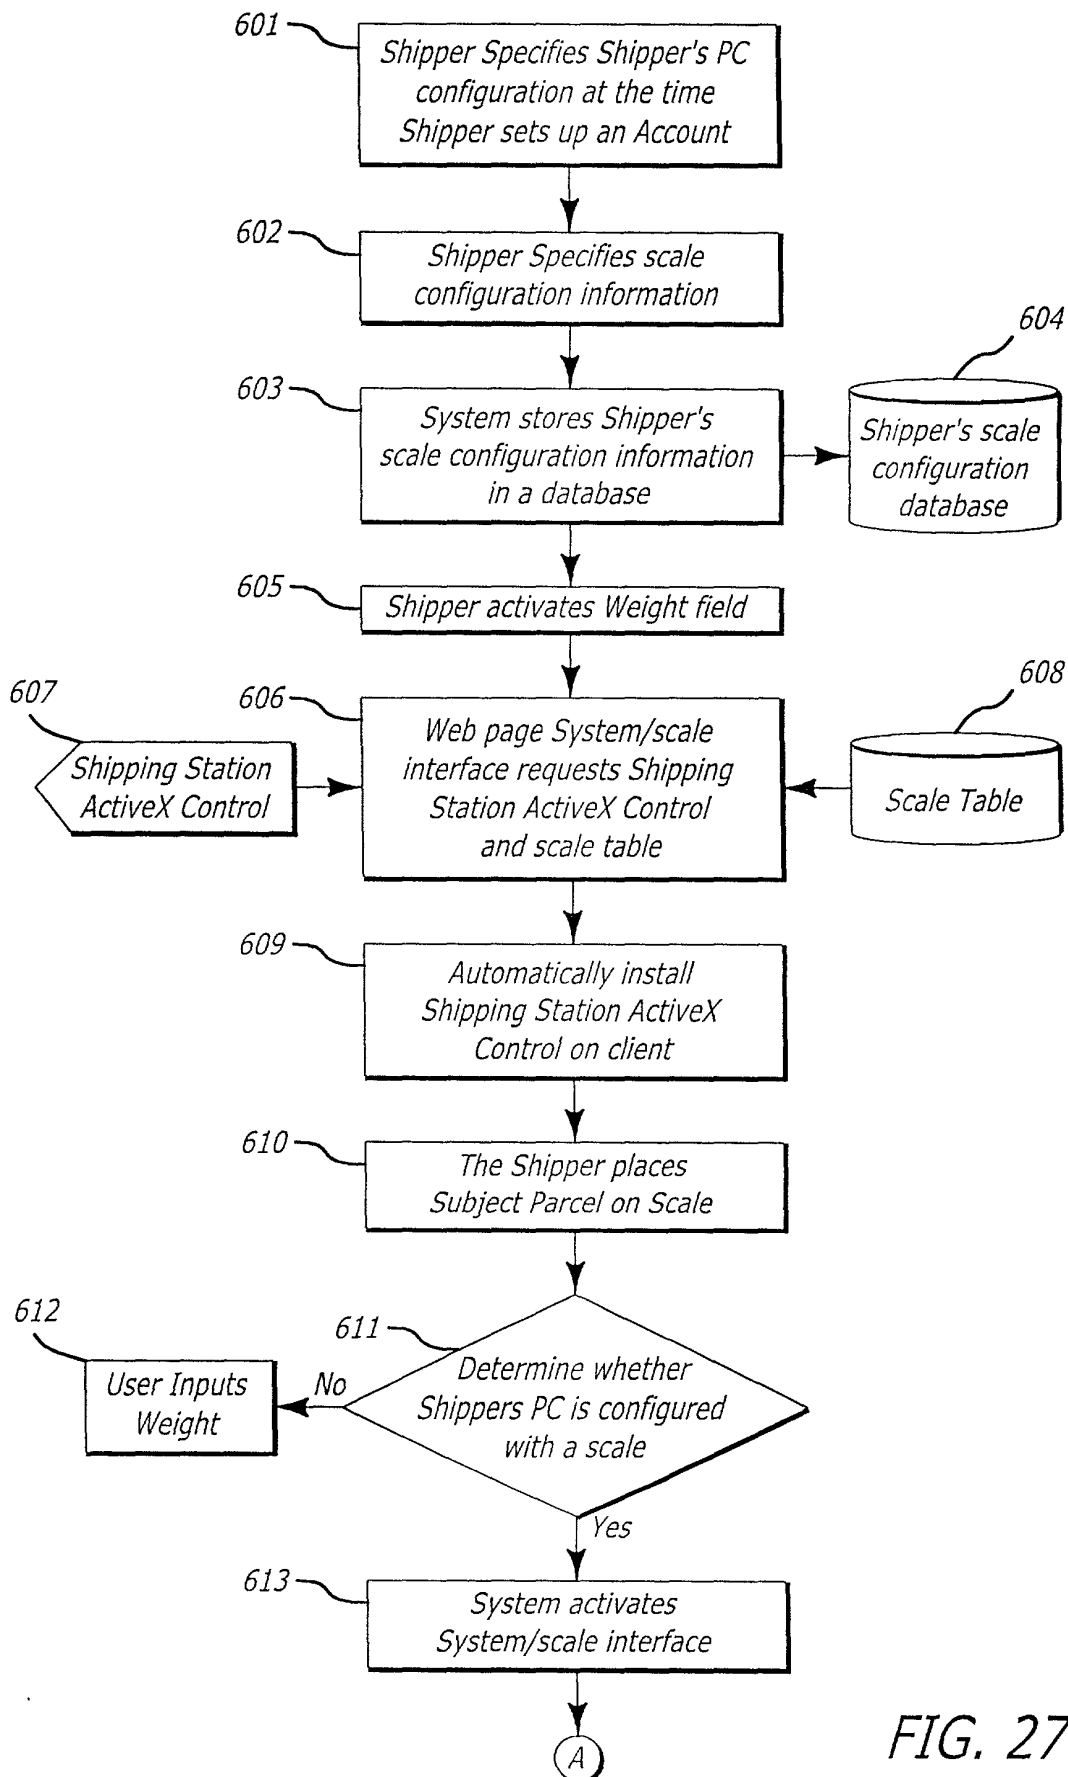 601
Shipper Specifies Shipper's PC
configuration at the time
Shipper sets up an Account
602
Shipper Specifies scale
configuration information
603
System stores Shipper's
scale configuration information
in a database
604
Shipper's scale
configuration
database
605
Shipper activates Weight field
606
Web page System/scale
interface requests Shipping
Station ActiveX Control
and scale table
607
Shipping Station
ActiveX Control
608
Scale Table
609
Automatically install
Shipping Station ActiveX
Control on client
610
The Shipper places
Subject Parcel on Scale
611
Determine whether
Shippers PC is configured
with a scale
No
612
User Inputs
Weight
Yes
613
System activates
System/scale interface
A
FIG. 27